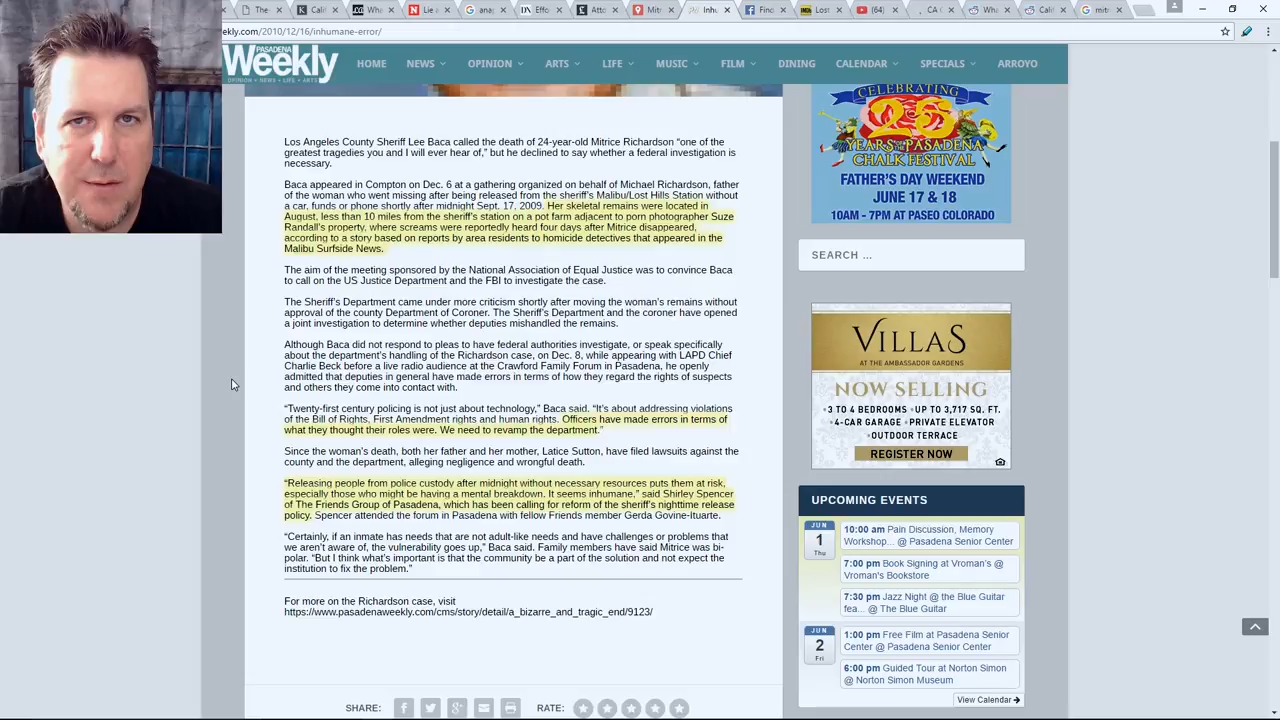 The
Kalif
Who
Lie is
anag
Effo
Atto
Mitr
Inhu
Find
Lost
(64)
CA C
Wha
Calif
mitr
ekly.com/2010/12/16/inhumane-error/
PASADENA
Weekly
OPINION • NEWS • LIFE • ARTS
HOME NEWS OPINION ARTS LIFE MUSIC FILM DINING CALENDAR SPECIALS ARROYO
Los Angeles County Sheriff Lee Baca called the death of 24-year-old Mitrice Richardson “one of the
greatest tragedies you and I will ever hear of,” but he declined to say whether a federal investigation is
necessary.
Baca appeared in Compton on Dec. 6 at a gathering organized on behalf of Michael Richardson, father
of the woman who went missing after being released from the sheriff’s Malibu/Lost Hills Station without
a car, funds or phone shortly after midnight Sept. 17, 2009. Her skeletal remains were located in
August, less than 10 miles from the sheriff’s station on a pot farm adjacent to porn photographer Suze
Randall’s property, where screams were reportedly heard four days after Mitrice disappeared,
according to a story based on reports by area residents to homicide detectives that appeared in the
Malibu Surfside News.
The aim of the meeting sponsored by the National Association of Equal Justice was to convince Baca
to call on the US Justice Department and the FBI to investigate the case.
The Sheriff’s Department came under more criticism shortly after moving the woman’s remains without
approval of the county Department of Coroner. The Sheriff’s Department and the coroner have opened
a joint investigation to determine whether deputies mishandled the remains.
Although Baca did not respond to pleas to have federal authorities investigate, or speak specifically
about the department’s handling of the Richardson case, on Dec. 8, while appearing with LAPD Chief
Charlie Beck before a live radio audience at the Crawford Family Forum in Pasadena, he openly
admitted that deputies in general have made errors in terms of how they regard the rights of suspects
and others they come into contact with.
“Twenty-first century policing is not just about technology,” Baca said. “It’s about addressing violations
of the Bill of Rights, First Amendment rights and human rights. Officers have made errors in terms of
what they thought their roles were. We need to revamp the department.”
Since the woman’s death, both her father and her mother, Latice Sutton, have filed lawsuits against the
county and the department, alleging negligence and wrongful death.
“Releasing people from police custody after midnight without necessary resources puts them at risk,
especially those who might be having a mental breakdown. It seems inhumane,” said Shirley Spencer
of The Friends Group of Pasadena, which has been calling for reform of the sheriff’s nighttime release
policy. Spencer attended the forum in Pasadena with fellow Friends member Gerda Govine-Ituarte.
“Certainly, if an inmate has needs that are not adult-like needs and have challenges or problems that
we aren’t aware of, the vulnerability goes up,” Baca said. Family members have said Mitrice was bi-
polar. “But I think what’s important is that the community be a part of the solution and not expect the
institution to fix the problem.”
For more on the Richardson case, visit
https://www.pasadenaweekly.com/cms/story/detail/a_bizarre_and_tragic_end/9123/
SHARE:
RATE:
CELEBRATING
25
YEARS OF PASADENA
CHALK FESTIVAL
FATHER'S DAY WEEKEND
JUNE 17 & 18
10AM - 7PM AT PASEO COLORADO
SEARCH ...
VILLAS
AT THE AMBASSADOR GARDENS
NOW SELLING
•3 TO 4 BEDROOMS •UP TO 3,717 SQ. FT.
•4-CAR GARAGE •PRIVATE ELEVATOR
•OUTDOOR TERRACE
REGISTER NOW
UPCOMING EVENTS
JUN
1
Thu
10:00 am Pain Discussion, Memory
Workshop... @ Pasadena Senior Center
7:00 pm Book Signing at Vroman’s @
Vroman's Bookstore
7:30 pm Jazz Night @ the Blue Guitar
fea... @ The Blue Guitar
JUN
2
Fri
1:00 pm Free Film at Pasadena Senior
Center @ Pasadena Senior Center
6:00 pm Guided Tour at Norton Simon
@ Norton Simon Museum
View Calendar